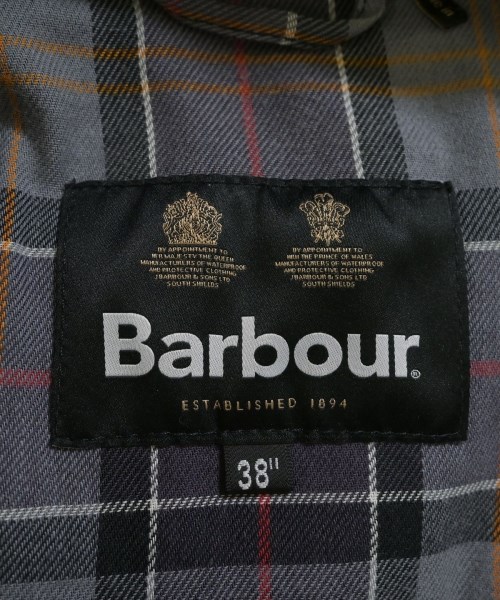 BY APPOINTMENT TO
HER MAJESTY THE QUEEN
MANUFACTURERS OF WATERPROOF
AND PROTECTIVE CLOTHING
J BARBOUR & SONS LTD
SOUTH SHIELDS
BY APPOINTMENT TO
HRH THE PRINCE OF WALES
MANUFACTURERS OF WATERPROOF
AND PROTECTIVE CLOTHING
J BARBOUR & SONS LTD
SOUTH SHIELDS
Barbour®
ESTABLISHED 1894
38"